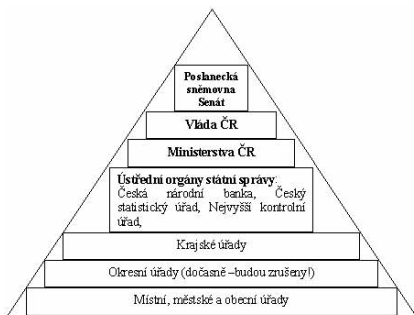 Poslanecká
sněmovna
Senát
Vláda ČR
Ministerstva ČR
Ústřední orgány státní správy:
Česká národní banka, Český
statistický úřad, Nejvyšší kontrolní
úřad,
Krajské úřady
Okresní úřady (dočasně –budou zrušeny!)
Místní, městské a obecní úřady